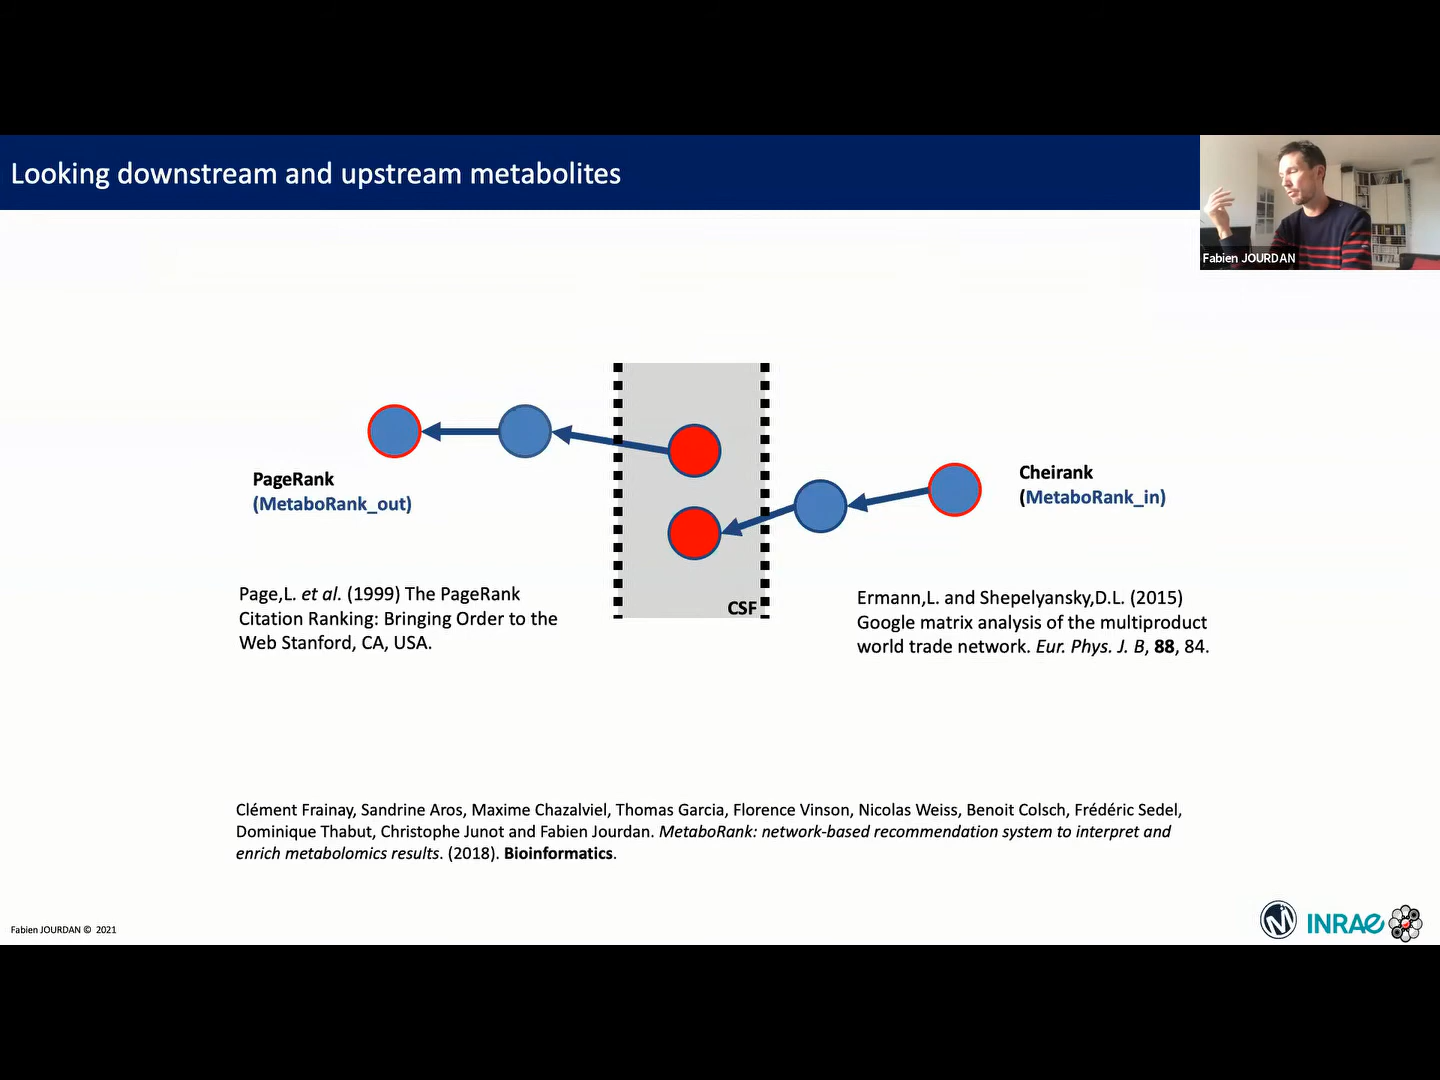 Looking downstream and upstream metabolites
Fabien JOURDAN
PageRank
(MetaboRank_out)
Cheirank
(MetaboRank_in)
CSF
Page,L. et al. (1999) The PageRank
Citation Ranking: Bringing Order to the
Web Stanford, CA, USA.
Ermann,L. and Shepelyansky,D.L. (2015)
Google matrix analysis of the multiproduct
world trade network. Eur. Phys. J. B, 88, 84.
Clément Frainay, Sandrine Aros, Maxime Chazalviel, Thomas Garcia, Florence Vinson, Nicolas Weiss, Benoit Colsch, Frédéric Sedel,
Dominique Thabut, Christophe Junot and Fabien Jourdan. MetaboRank: network-based recommendation system to interpret and
enrich metabolomics results. (2018). Bioinformatics.
Fabien JOURDAN © 2021
M
INRAE